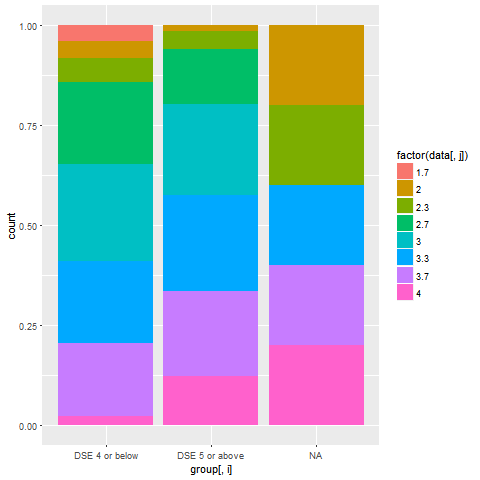 1.00
0.75
0.50
0.25
0.00
count
DSE 4 or below
DSE 5 or above
NA
group[, i]
factor(data[, j])
1.7
2
2.3
2.7
3
3.3
3.7
4